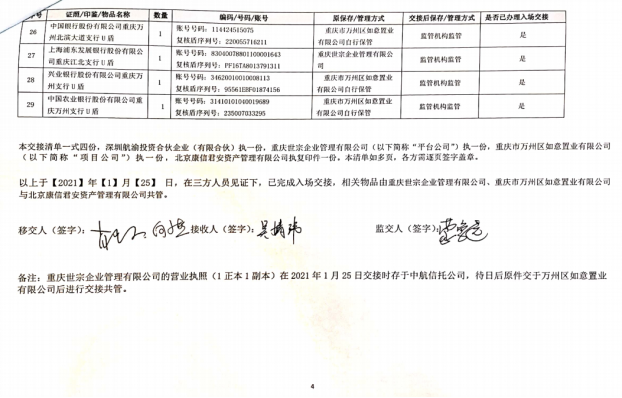 序号 证照/印鉴/物品名称 数量 编码/号码/账号 原保存/管理方式 交接后保存/管理方式 是否已办理入场交接
26 中国银行股份有限公司重庆万州北滨大道支行U盾 1 账号号码：114424515075 复核盾序列号：220055716211 重庆市万州区如意置业有限公司自行保管 监管机构监管 是
27 上海浦东发展银行股份有限公司重庆江北支行U盾 1 账号号码：83040078801100001643 复核盾序列号：PF16TA8013791311 重庆世宗企业管理有限公司 监管机构监管 是
28 兴业银行股份有限公司重庆万州支行U盾 1 账号号码：34620010010008113 复核盾序列号：95561EBF01874156 重庆市万州区如意置业有限公司自行保管 监管机构监管 是
29 中国农业银行股份有限公司重庆万州支行U盾 1 账号号码：31410101040019689 复核盾序列号：235007033295 重庆市万州区如意置业有限公司自行保管 监管机构监管 是
本交接清单一式四份，深圳航渝投资合伙企业（有限合伙）执一份，重庆世宗企业管理有限公司（以下简称“平台公司”）执一份，重庆市万州区如意置业有限公司
（以下简称“项目公司”）执一份，北京康信君安资产管理有限公司执复印件一份。本清单如多页，各方需逐页签字盖章。
以上于【2021】年【1】月【25】日，在三方人员见证下，已完成入场交接，相关物品由重庆世宗企业管理有限公司、重庆市万州区如意置业有限公司
与北京康信君安资产管理有限公司共管。
移交人（签字）： 接收人（签字）： 监交人（签字）：
备注：重庆世宗企业管理有限公司的营业执照（1正本1副本）在2021年1月25日交接时存于中航信托公司，待日后原件交于万州区如意置业
有限公司后进行交接共管。
4